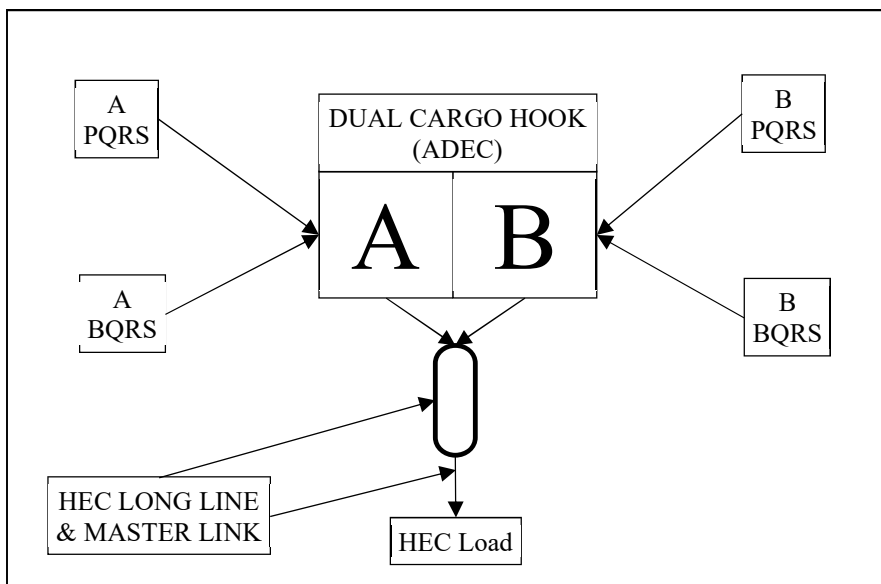 A
PQRS
DUAL CARGO HOOK
(ADEC)
B
PQRS
A
B
A
BQRS
B
BQRS
HEC LONG LINE
& MASTER LINK
HEC Load